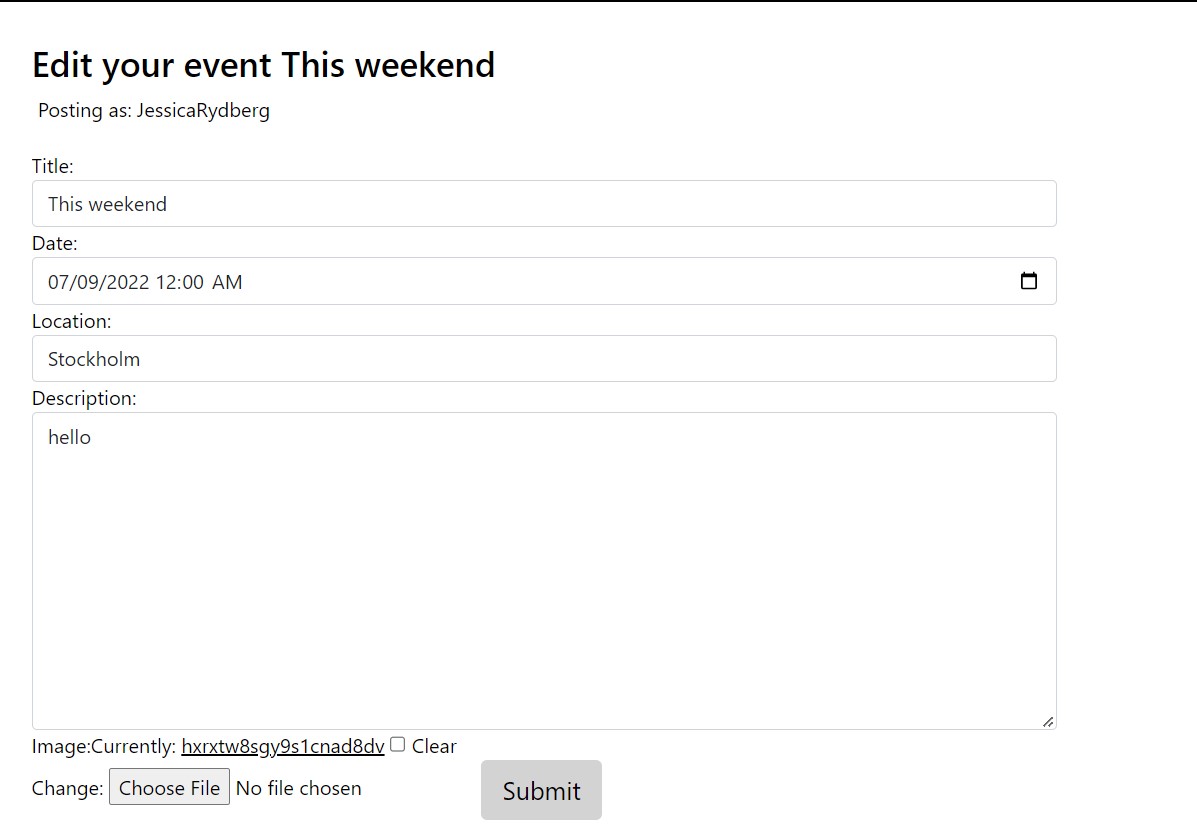 Edit your event This weekend
Posting as: JessicaRydberg
Title:
This weekend
Date:
07/09/2022 12:00 AM
Location:
Stockholm
Description:
hello
Image:Currently: hxrxtw8sgy9s1cnad8dv Clear
Change: Choose File No file chosen
Submit